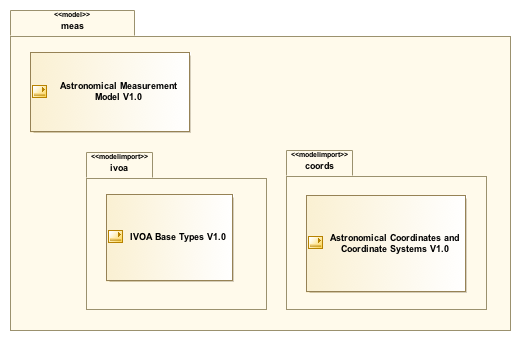 <<model>>
meas
Astronomical Measurement
Model V1.0
<<modelimport>>
ivoa
IVOA Base Types V1.0
<<modelimport>>
coords
Astronomical Coordinates and
Coordinate Systems V1.0